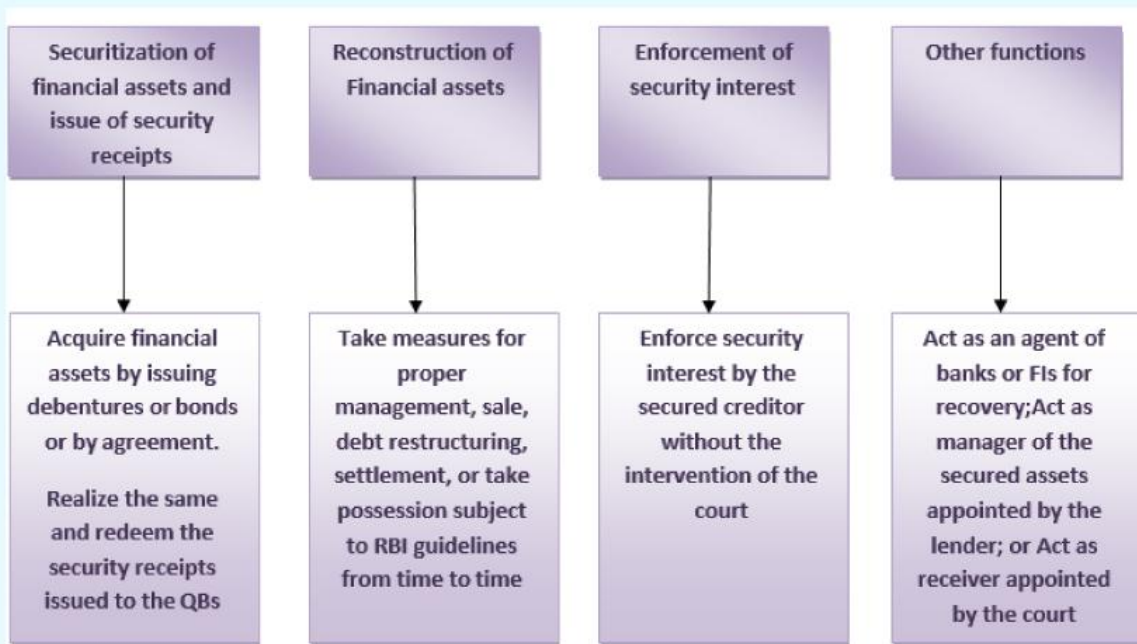 Securitization of
financial assets and
issue of security
receipts
Reconstruction of
Financial assets
Enforcement of
security interest
Other functions
Acquire financial
assets by issuing
debentures or bonds
or by agreement.
Realize the same
and redeem the
security receipts
issued to the QBs
Take measures for
proper
management, sale,
debt restructuring,
settlement, or take
possession subject
to RBI guidelines
from time to time
Enforce security
interest by the
secured creditor
without the
intervention of the
court
Act as an agent of
banks or FIs for
recovery;Act as
manager of the
secured assets
appointed by the
lender; or Act as
receiver appointed
by the court